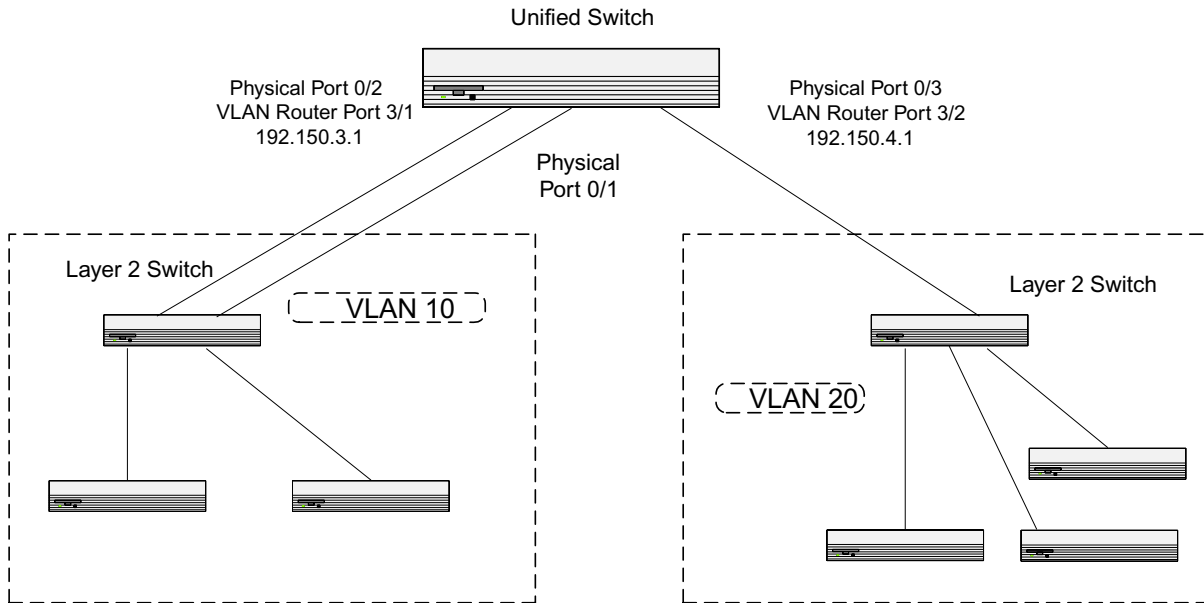 Unified Switch
Physical Port 0/2
VLAN Router Port 3/1
192.150.3.1
Physical Port 0/3
VLAN Router Port 3/2
192.150.4.1
Physical
Port 0/1
Layer 2 Switch
VLAN 10
Layer 2 Switch
VLAN 20